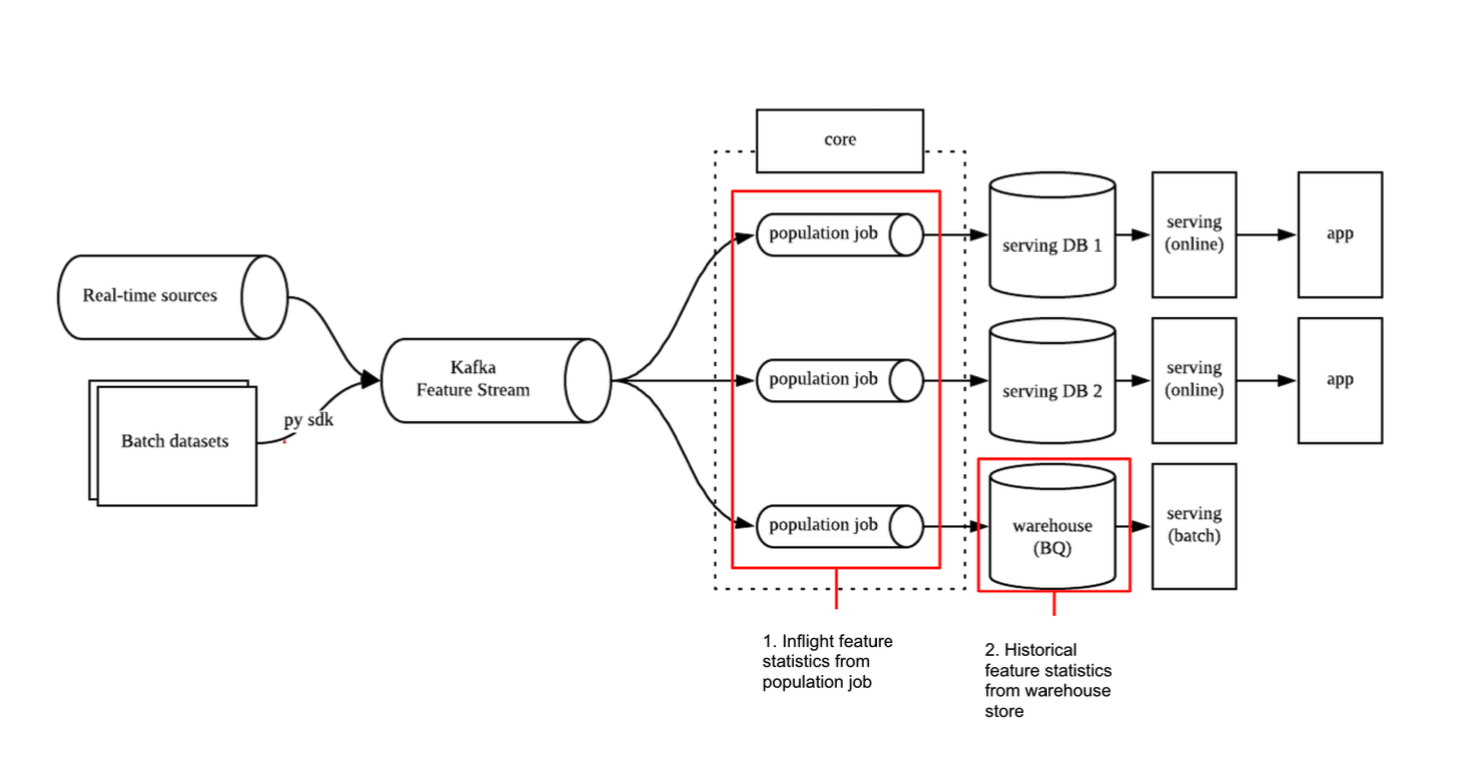 core
population job
serving DB 1
serving
(online)
app
Real-time sources
Kafka
Feature Stream
population job
serving DB 2
serving
(online)
app
py sdk
Batch datasets
population job
warehouse
(BQ)
serving
(batch)
1. Inflight feature
statistics from
population job
2. Historical
feature statistics
from warehouse
store